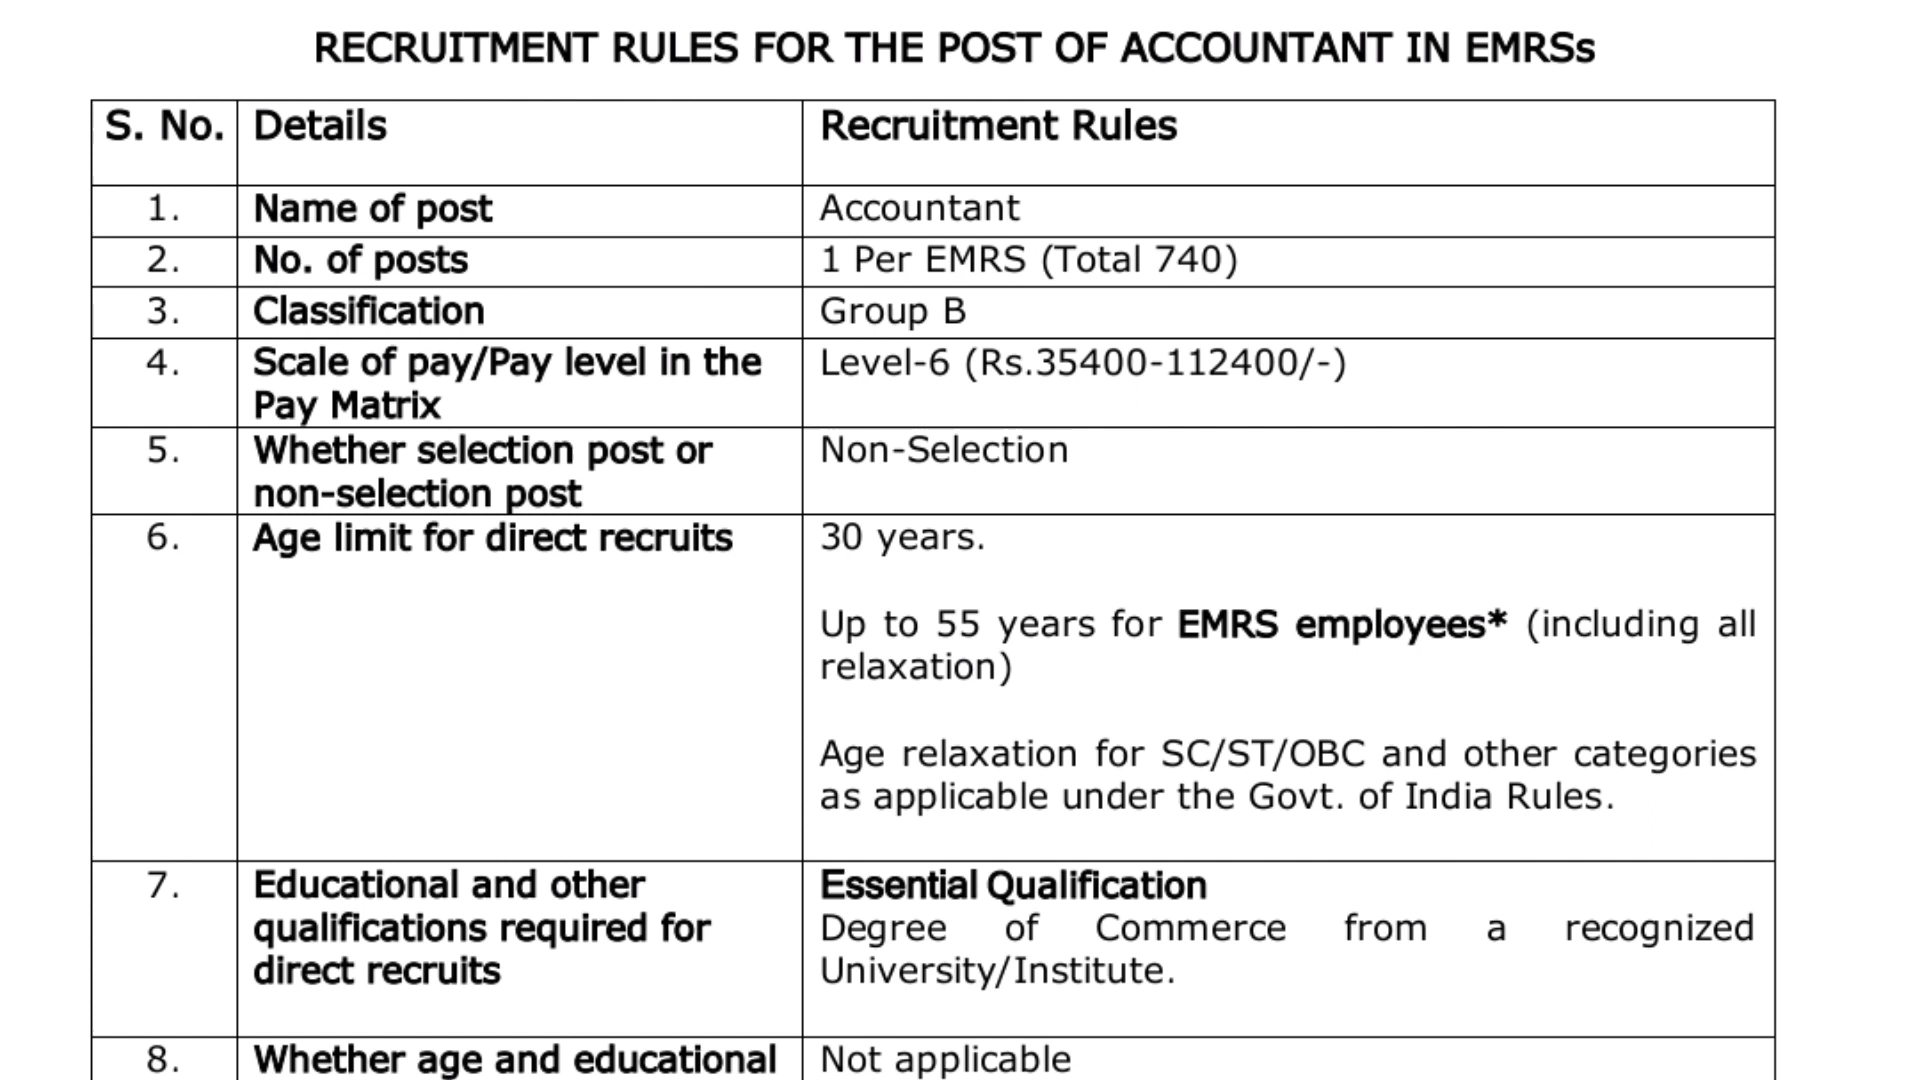 RECRUITMENT RULES FOR THE POST OF ACCOUNTANT IN EMRSs
S. No. Details Recruitment Rules
1. Name of post Accountant
2. No. of posts 1 Per EMRS (Total 740)
3. Classification Group B
4. Scale of pay/Pay level in the Level-6 (Rs.35400-112400/-)
Pay Matrix
5. Whether selection post or Non-Selection
non-selection post
6. Age limit for direct recruits 30 years.
Up to 55 years for EMRS employees* (including all
relaxation)
Age relaxation for SC/ST/OBC and other categories
as applicable under the Govt. of India Rules.
7. Educational and other Essential Qualification
qualifications required for Degree of Commerce from a recognized
direct recruits University/Institute.
8. Whether age and educational Not applicable